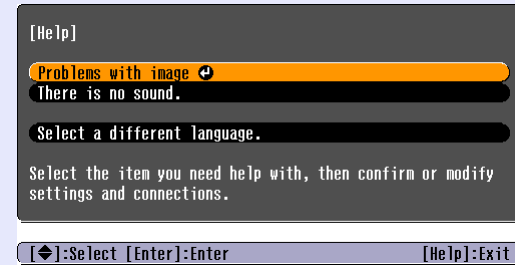 [Help]
Problems with image
There is no sound.
Select a different language.
Select the item you need help with, then confirm or modify
settings and connections.
[◆]:Select [Enter]:Enter [Help]:Exit